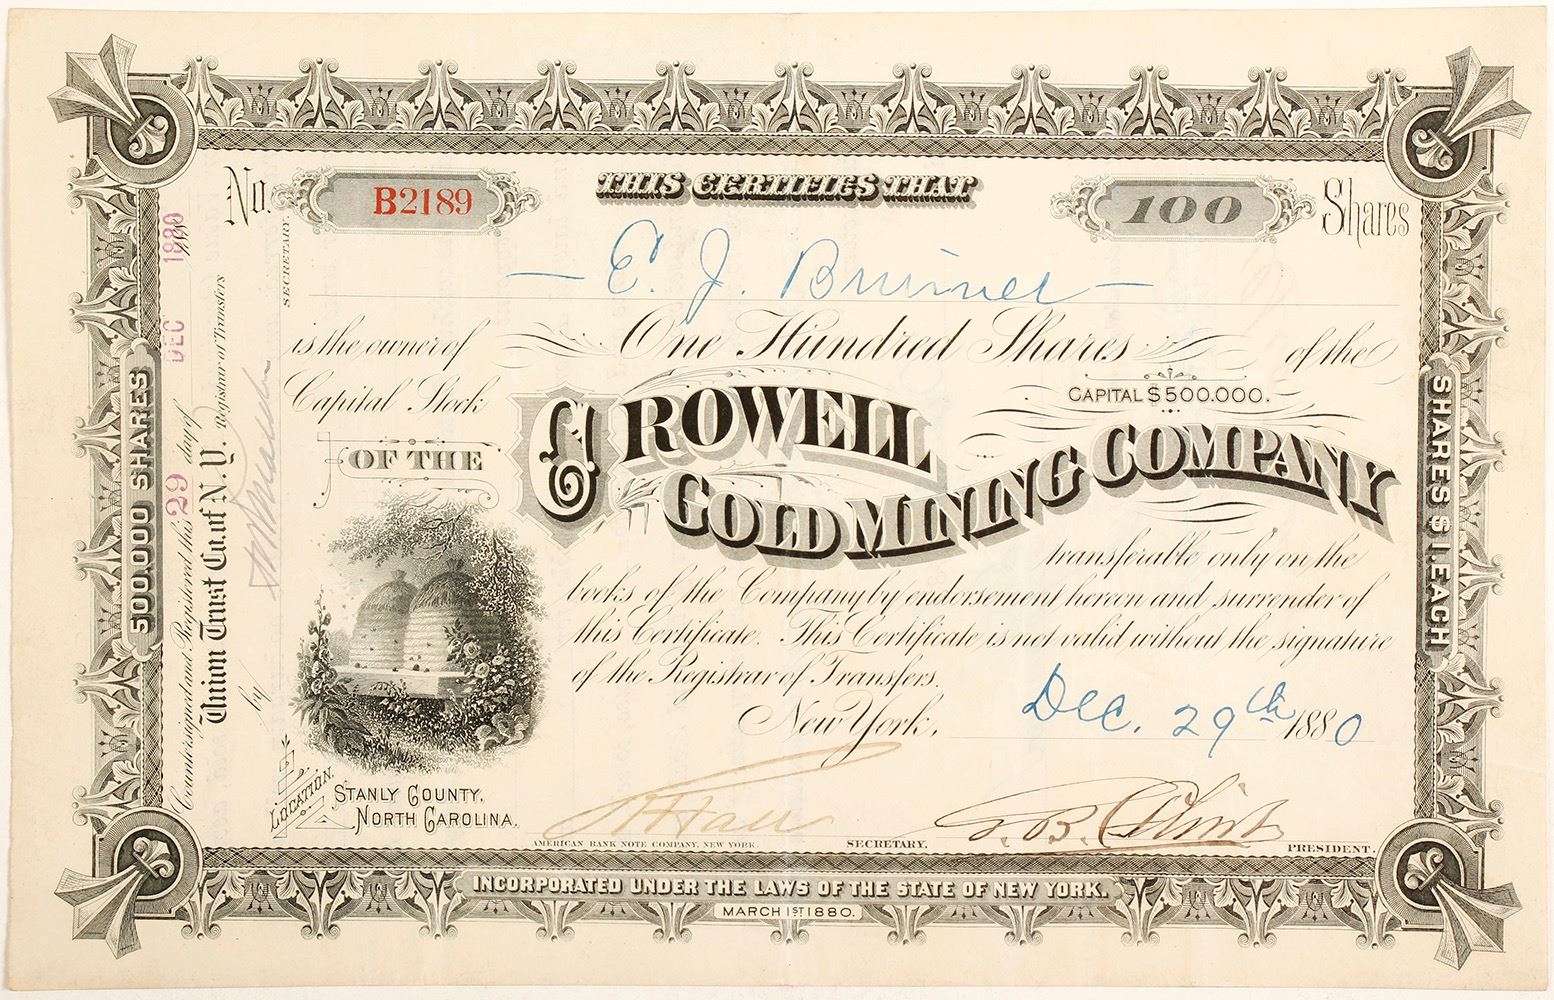 No. B2189 THIS CERTIFIES THAT 100 Shares
E. J.
is the owner of One Hundred Shares of the
Capital Stock CAPITAL $500.000.
OF THE CROWELL
GOLD MINING COMPANY
transferable only on the
books of the Company by endorsement hereon and surrender of
this Certificate. This Certificate is not valid without the signature
of the Registrar of Transfers.
New York, Dec. 29th 1880
LOCATION.
STANLY COUNTY,
NORTH CAROLINA.
AMERICAN BANK NOTE COMPANY, NEW YORK.
SECRETARY.
PRESIDENT.
INCORPORATED UNDER THE LAWS OF THE STATE OF NEW YORK.
MARCH 1ST 1880.
500.000 SHARES
SHARES $1. EACH
Countersigned and Registered this 29 day of DEC 1880
Union Trust Co. of N.Y. Registrar of Transfers
by
SECRETARY.